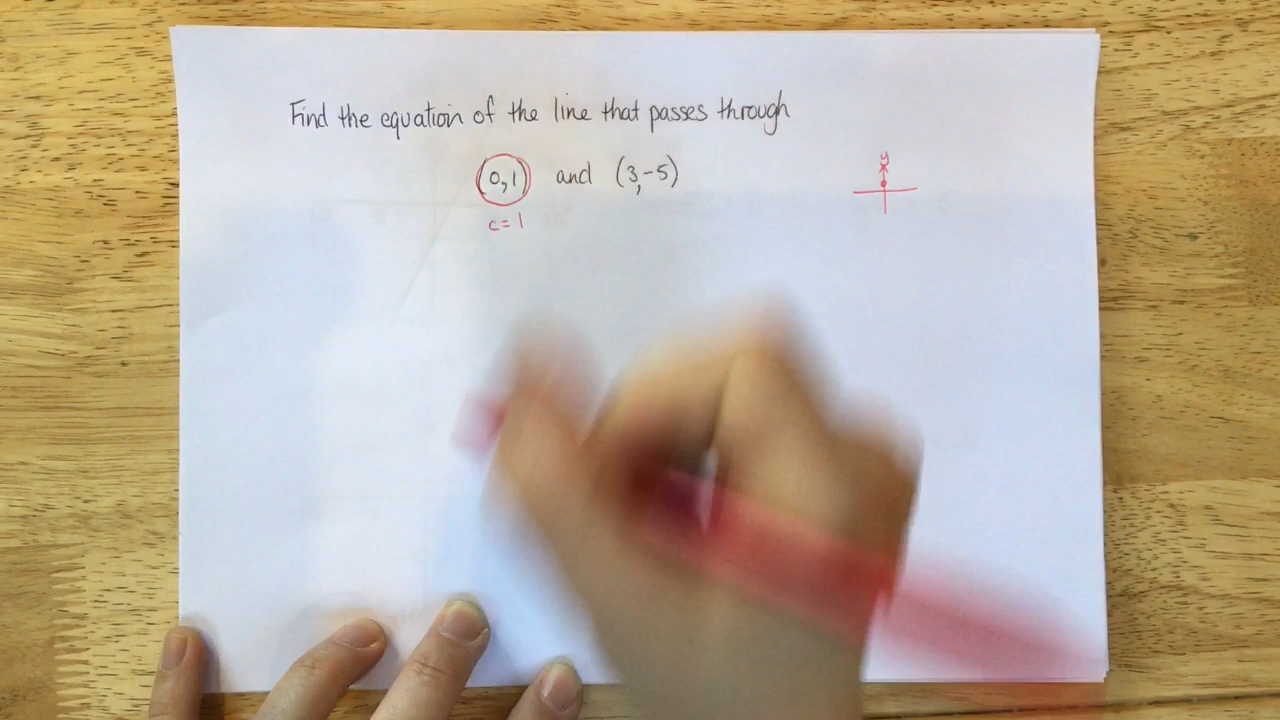 Find the equation of the line that passes through
(0,1) and (3,-5)
y
c=1